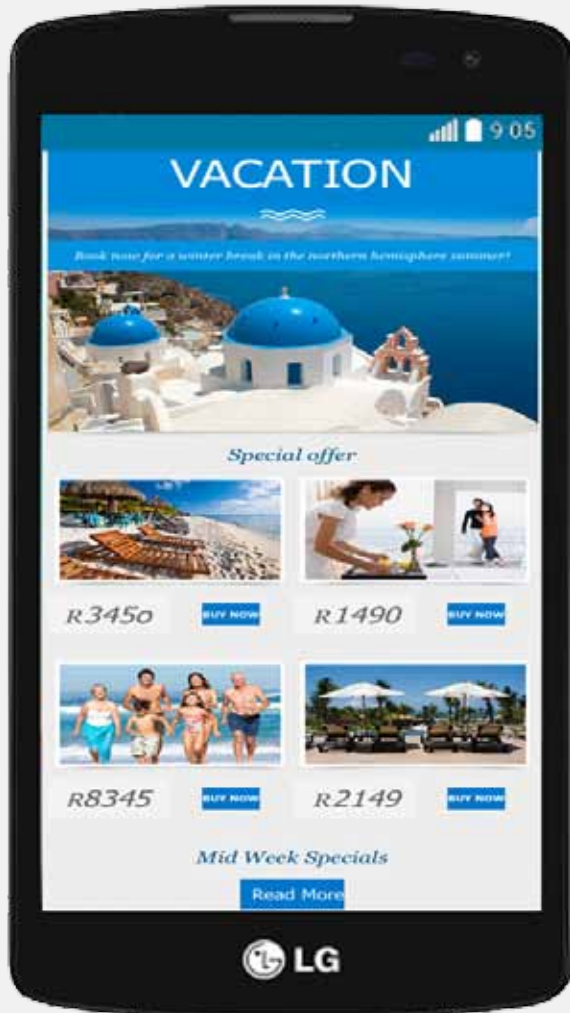 9 05
VACATION
Book now for a winter break in the northern hemisphere summer!
Special offer
R345o BUY NOW R1490 BUY NOW
R8345 BUY NOW R2149 BUY NOW
Mid Week Specials
Read More
LG LG